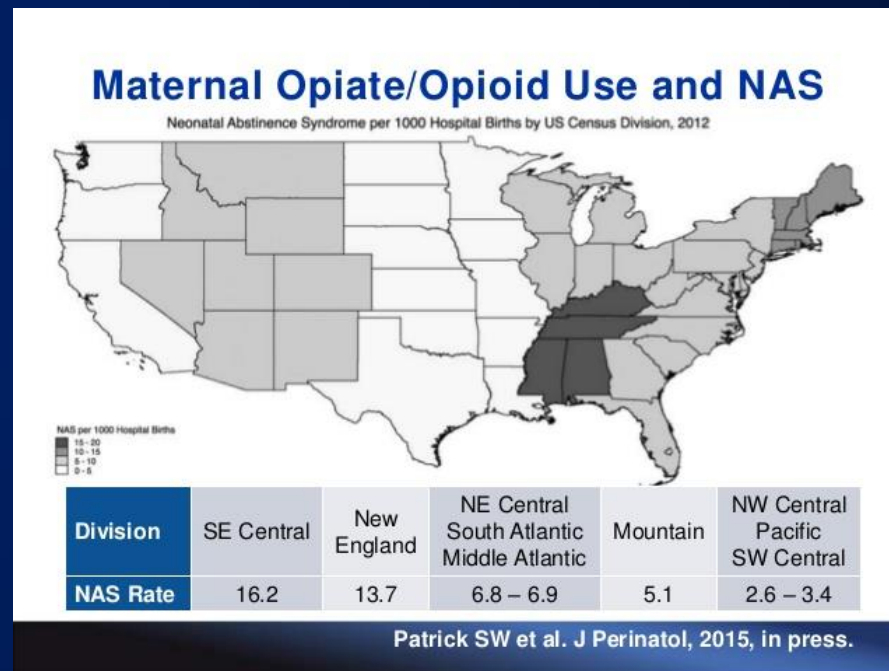 Maternal Opiate/Opioid Use and NAS
Neonatal Abstinence Syndrome per 1000 Hospital Births by US Census Division, 2012
NAS per 1000 Hospital Births
15 - 20
10 - 15
5 - 10
0 - 5
Division
SE Central
New
England
NE Central
South Atlantic
Middle Atlantic
Mountain
NW Central
Pacific
SW Central
NAS Rate
16.2
13.7
6.8 – 6.9
5.1
2.6 – 3.4
Patrick SW et al. J Perinatol, 2015, in press.